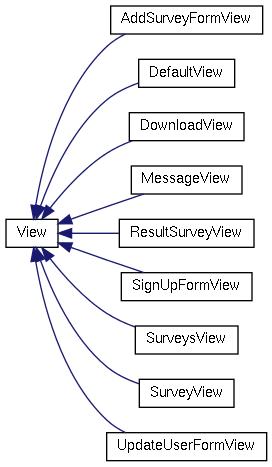 AddSurveyFormView
DefaultView
DownloadView
MessageView
View
ResultSurveyView
SignUpFormView
SurveysView
SurveyView
UpdateUserFormView